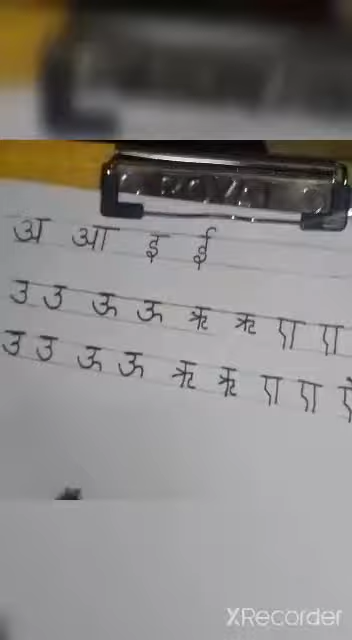 अ आ इ ई
उ उ ऊ ऊ ऋ ऋ ए ए
उ उ ऊ ऊ ऋ ऋ ए ए ऐ
XRecorder